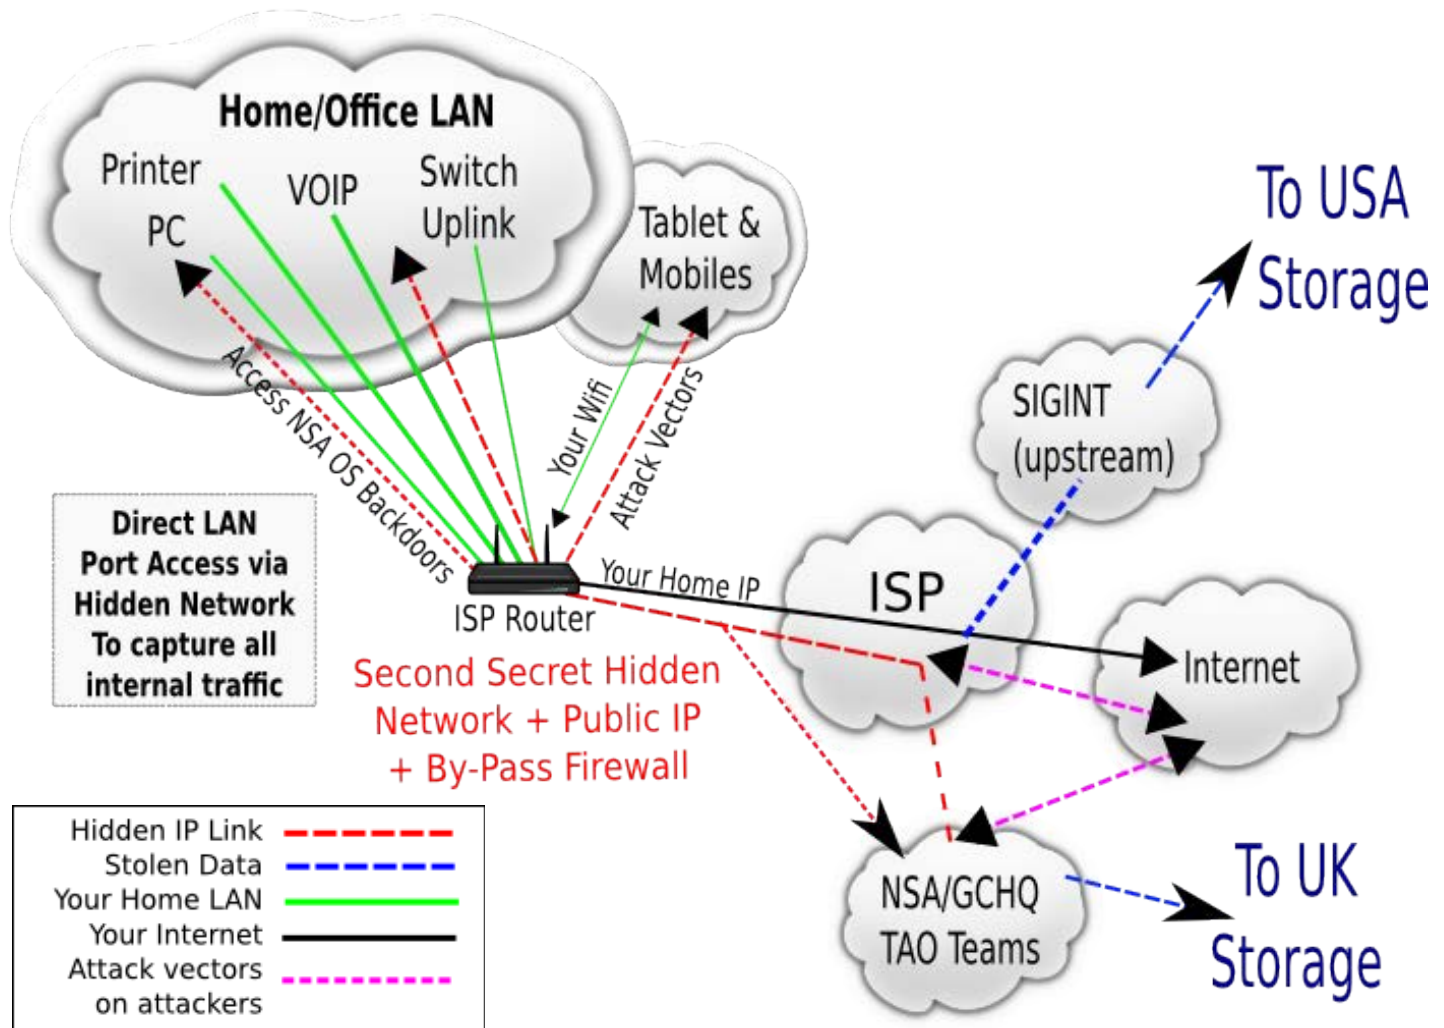 Home/Office LAN
Printer
PC
VOIP
Switch
Uplink
Tablet &
Mobiles
To USA
Storage
SIGINT
(upstream)
Access NSA OS Backdoors
Your Wifi
Attack Vectors
Direct LAN
Port Access via
Hidden Network
To capture all
internal traffic
ISP Router
Your Home IP
ISP
Internet
Second Secret Hidden
Network + Public IP
+ By-Pass Firewall
NSA/GCHQ
TAO Teams
To UK
Storage
Hidden IP Link
Stolen Data
Your Home LAN
Your Internet
Attack vectors
on attackers